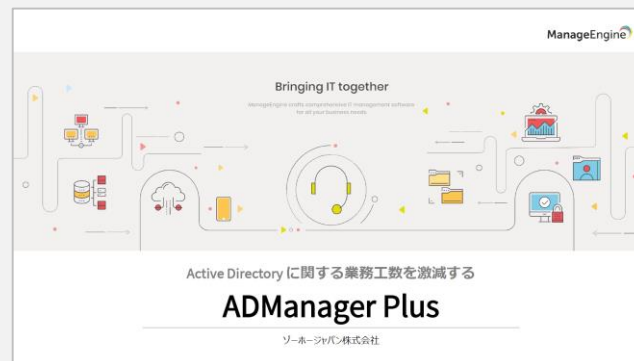 ManageEngine
Bringing IT together
ManageEngine crafts comprehensive IT management software
for all your business needs
Active Directory に関する業務工数を激減する
ADManager Plus
ゾーホージャパン株式会社